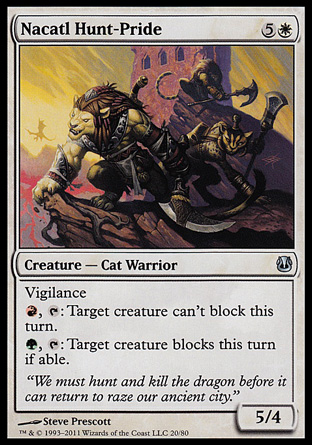 Nacatl Hunt-Pride 5
Creature — Cat Warrior
Vigilance
, : Target creature can't block this
turn.
, : Target creature blocks this turn
if able.
"We must hunt and kill the dragon before it
can return to raze our ancient city."
Steve Prescott
™ & © 1993–2011 Wizards of the Coast LLC 20/80
5/4